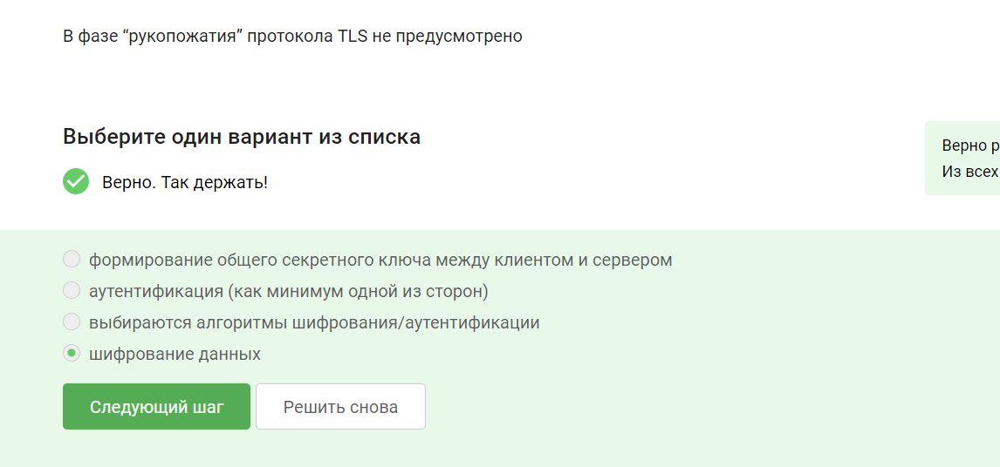 В фазе “рукопожатия” протокола TLS не предусмотрено
Выберите один вариант из списка
Верно. Так держать!
Верно р
Из всех
формирование общего секретного ключа между клиентом и сервером
аутентификация (как минимум одной из сторон)
выбираются алгоритмы шифрования/аутентификации
шифрование данных
Следующий шаг
Решить снова